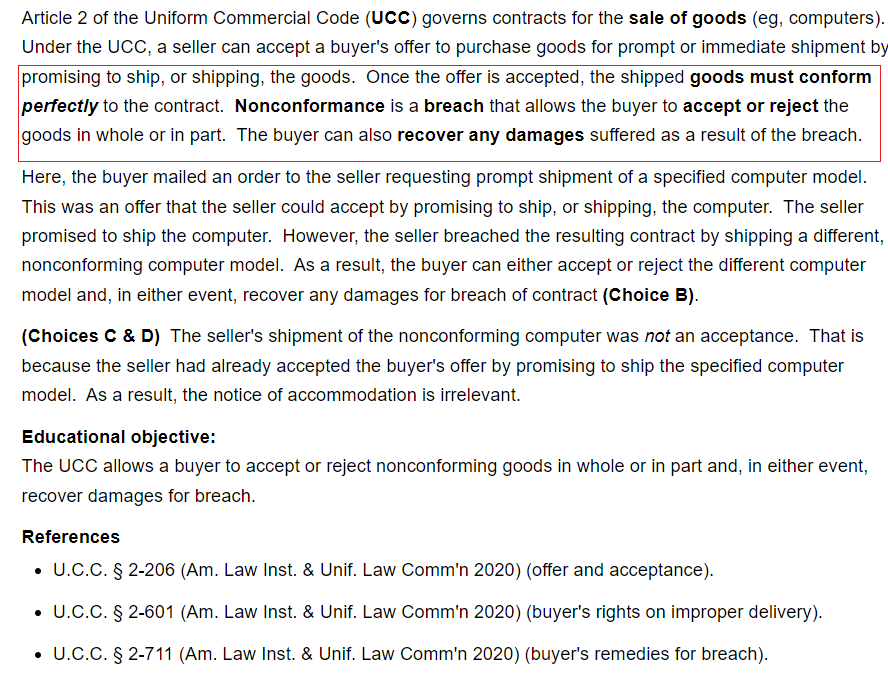 Article 2 of the Uniform Commercial Code (UCC) governs contracts for the sale of goods (eg, computers).
Under the UCC, a seller can accept a buyer's offer to purchase goods for prompt or immediate shipment by
promising to ship, or shipping, the goods.  Once the offer is accepted, the shipped goods must conform
perfectly to the contract.  Nonconformance is a breach that allows the buyer to accept or reject the
goods in whole or in part.  The buyer can also recover any damages suffered as a result of the breach.
Here, the buyer mailed an order to the seller requesting prompt shipment of a specified computer model.
This was an offer that the seller could accept by promising to ship, or shipping, the computer.  The seller
promised to ship the computer.  However, the seller breached the resulting contract by shipping a different,
nonconforming computer model.  As a result, the buyer can either accept or reject the different computer
model and, in either event, recover any damages for breach of contract (Choice B).
(Choices C & D)  The seller's shipment of the nonconforming computer was not an acceptance.  That is
because the seller had already accepted the buyer's offer by promising to ship the specified computer
model.  As a result, the notice of accommodation is irrelevant.
Educational objective:
The UCC allows a buyer to accept or reject nonconforming goods in whole or in part and, in either event,
recover damages for breach.
References
• U.C.C. § 2-206 (Am. Law Inst. & Unif. Law Comm'n 2020) (offer and acceptance).
• U.C.C. § 2-601 (Am. Law Inst. & Unif. Law Comm'n 2020) (buyer's rights on improper delivery).
• U.C.C. § 2-711 (Am. Law Inst. & Unif. Law Comm'n 2020) (buyer's remedies for breach).